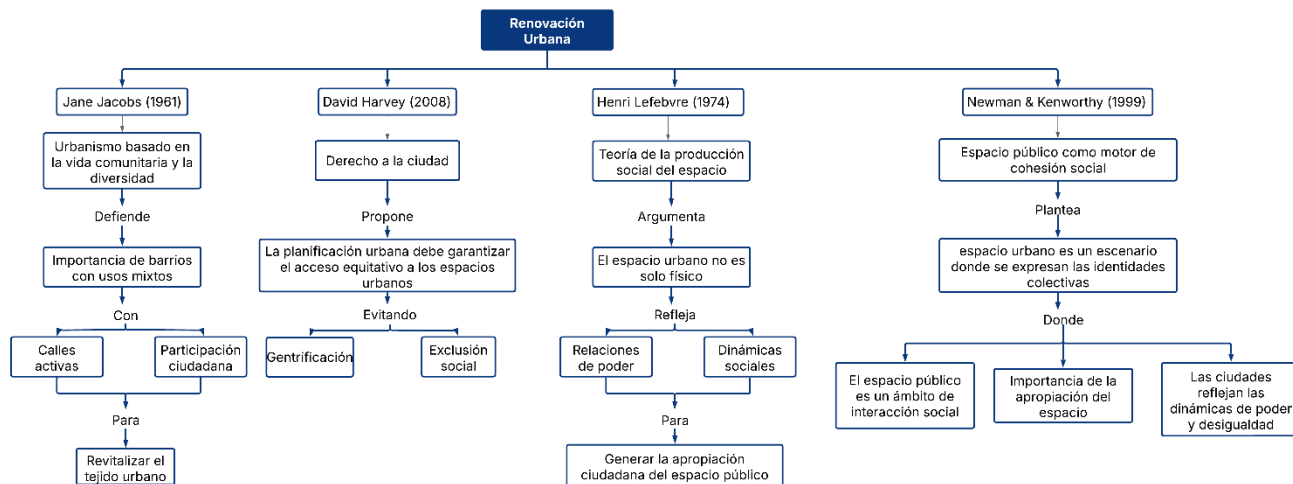 Renovación
Urbana
Jane Jacobs (1961)
Urbanismo basado en
la vida comunitaria y la
diversidad
Defiende
Importancia de barrios
con usos mixtos
Con
Calles
activas
Participación
ciudadana
Para
Revitalizar el
tejido urbano
David Harvey (2008)
Derecho a la ciudad
Propone
La planificación urbana debe garantizar
el acceso equitativo a los espacios
urbanos
Evitando
Gentrificación
Exclusión
social
Henri Lefebvre (1974)
Teoría de la producción
social del espacio
Argumenta
El espacio urbano no es
solo físico
Refleja
Relaciones
de poder
Dinámicas
sociales
Para
Generar la apropiación
ciudadana del espacio público
Newman & Kenworthy (1999)
Espacio público como motor de
cohesión social
Plantea
espacio urbano es un escenario
donde se expresan las identidades
colectivas
Donde
El espacio público
es un ámbito de
interacción social
Importancia de la
apropiación del
espacio
Las ciudades
reflejan las
dinámicas de poder
y desigualdad